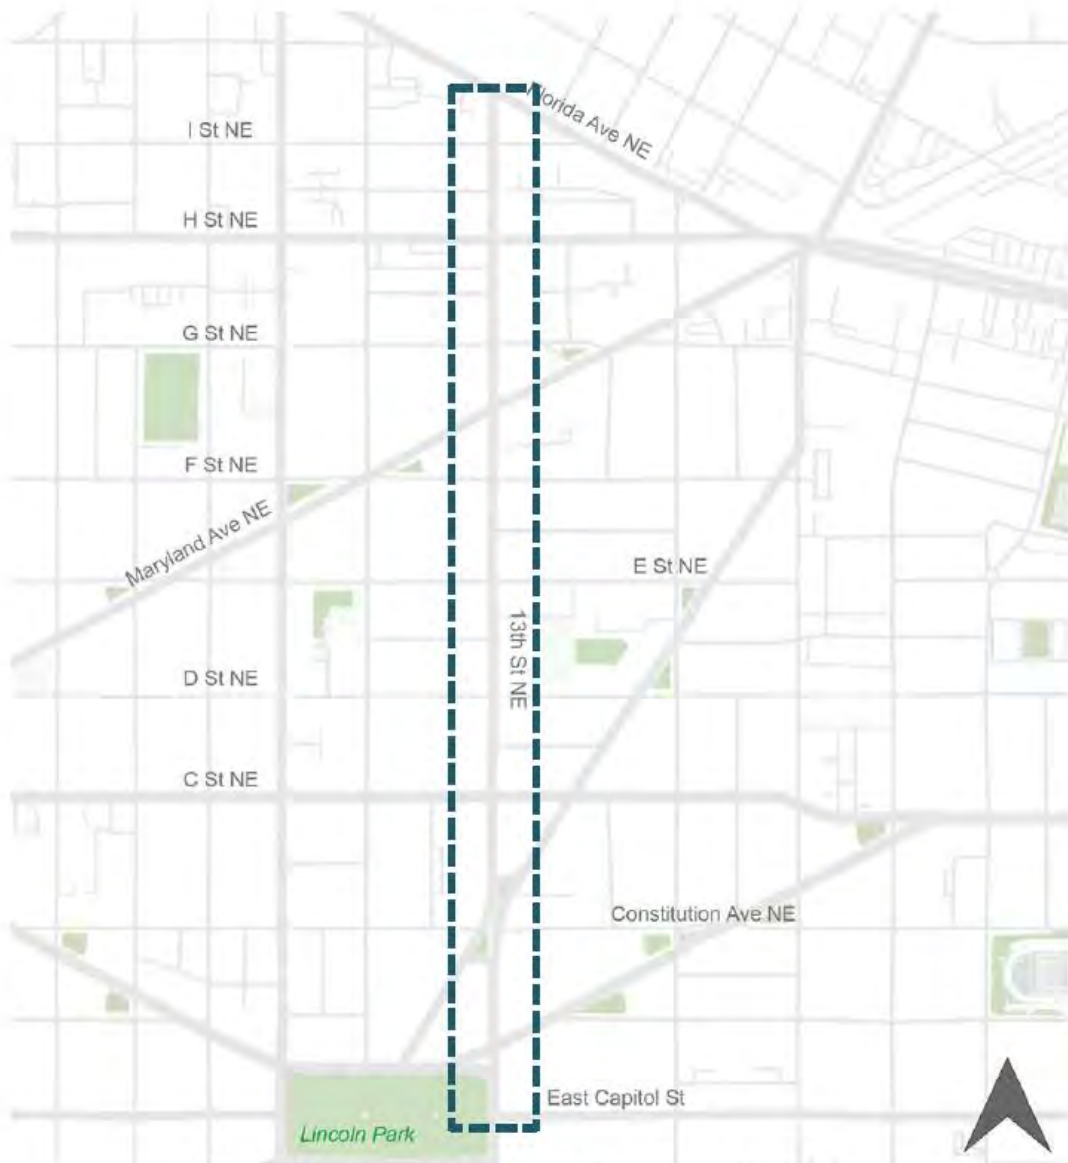 Florida Ave NE
I St NE
H St NE
G St NE
F St NE
Maryland Ave NE
E St NE
13th St NE
D St NE
C St NE
Constitution Ave NE
East Capitol St
Lincoln Park